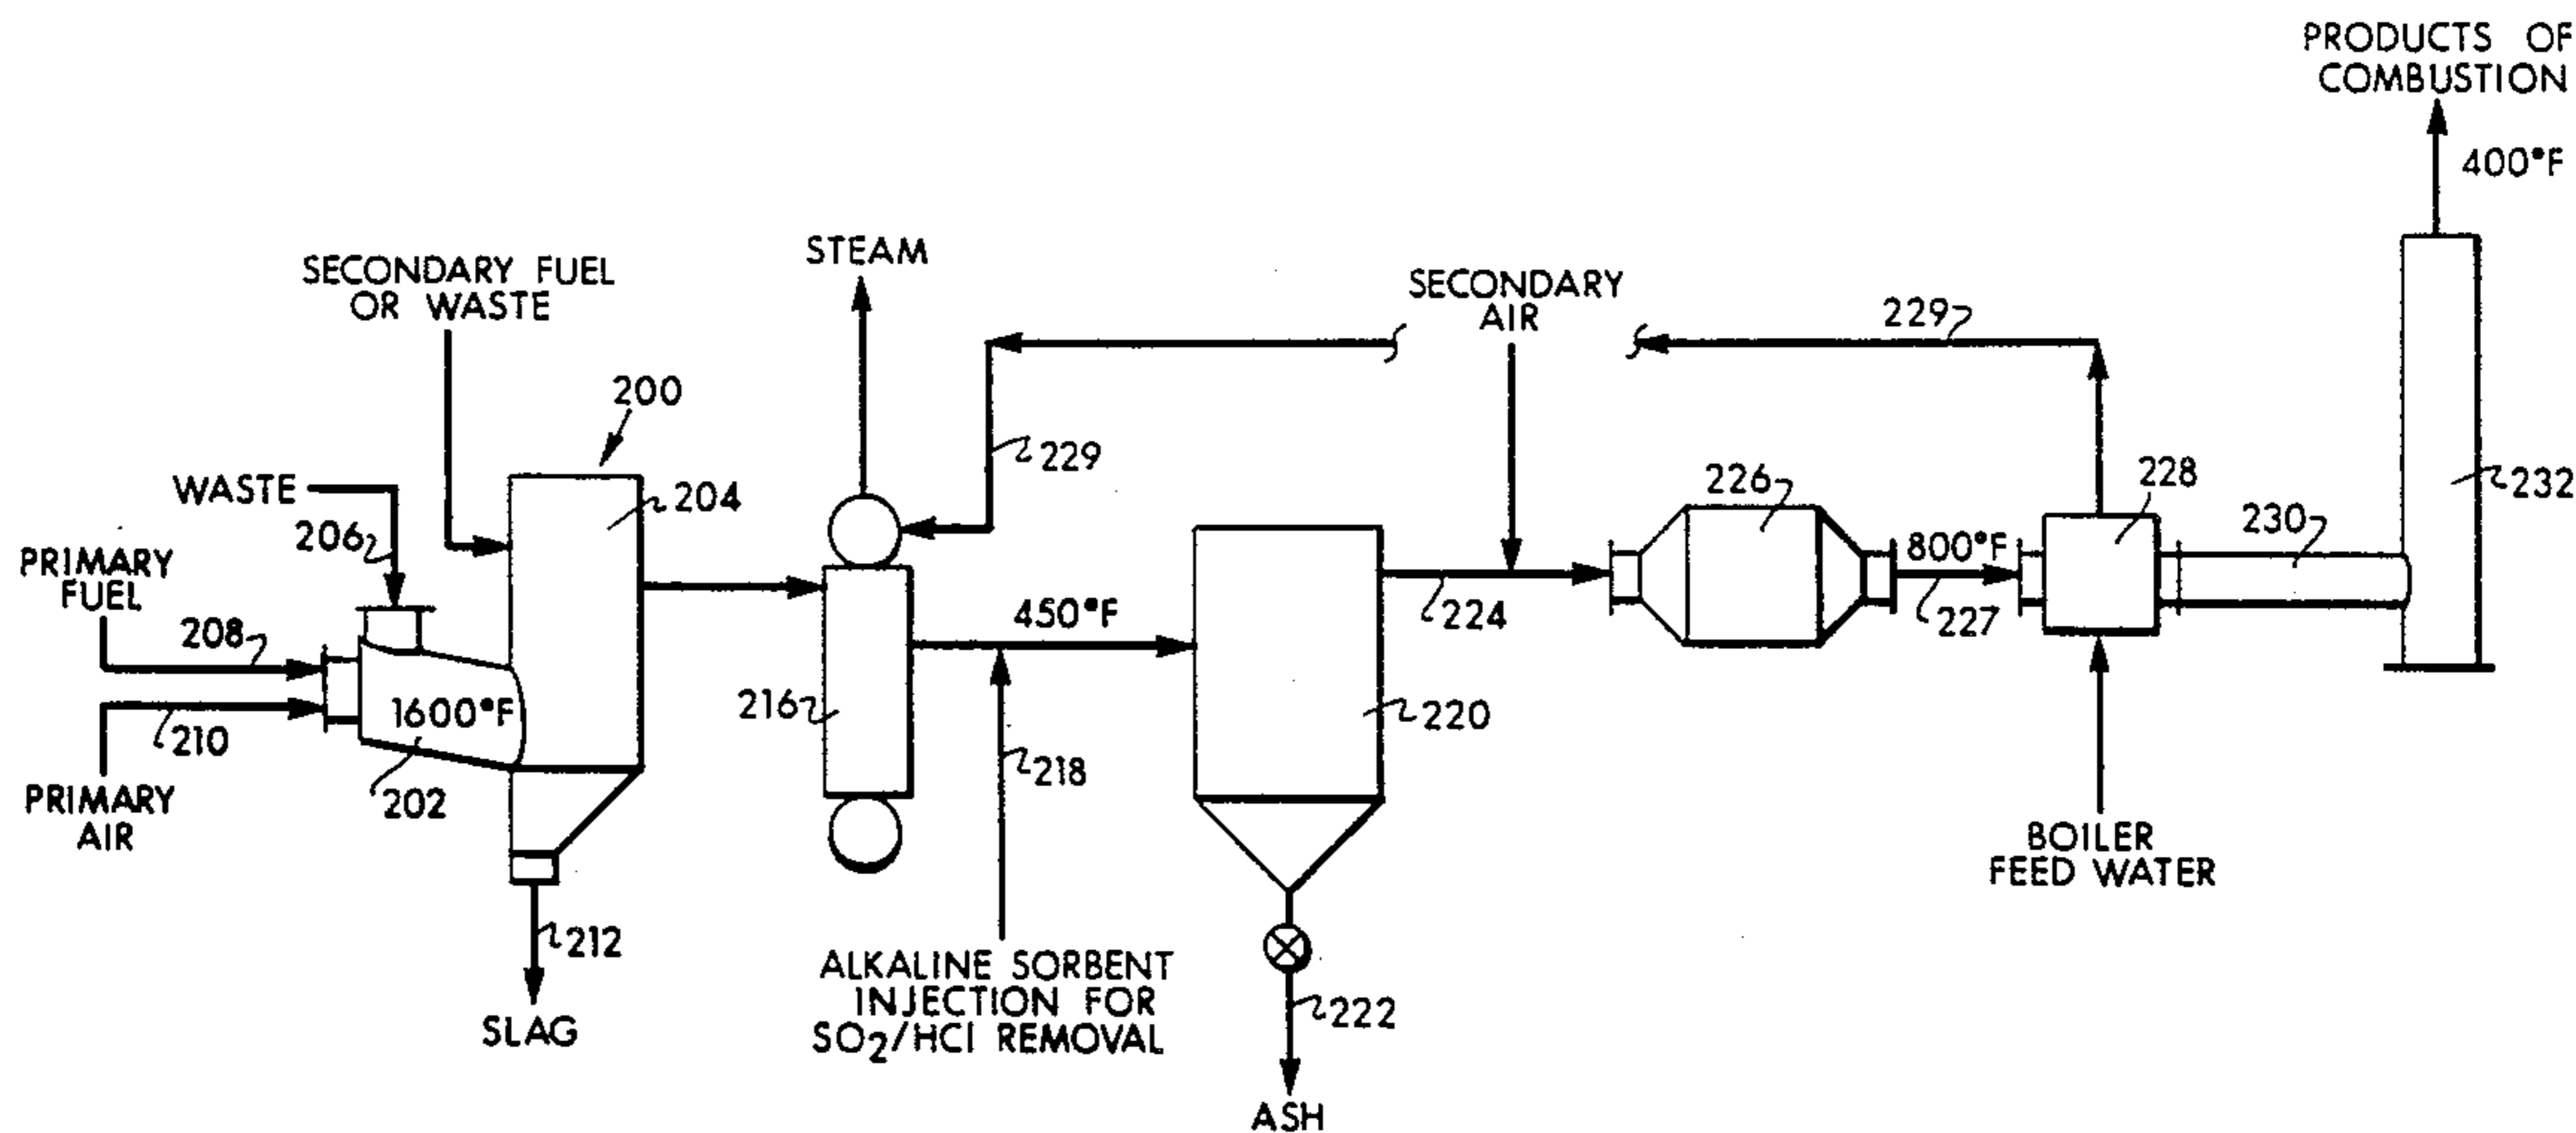 PRODUCTS OF
COMBUSTION
400°F
STEAM
SECONDARY FUEL
OR WASTE
SECONDARY
AIR
229
200
229
WASTE
204
226
228
232
206
230
PRIMARY
FUEL
800°F
208
450°F
224
227
1600°F
216
220
210
218
202
PRIMARY
AIR
BOILER
FEED WATER
212
ALKALINE SORBENT
INJECTION FOR
SO2/HCl REMOVAL
222
SLAG
ASH